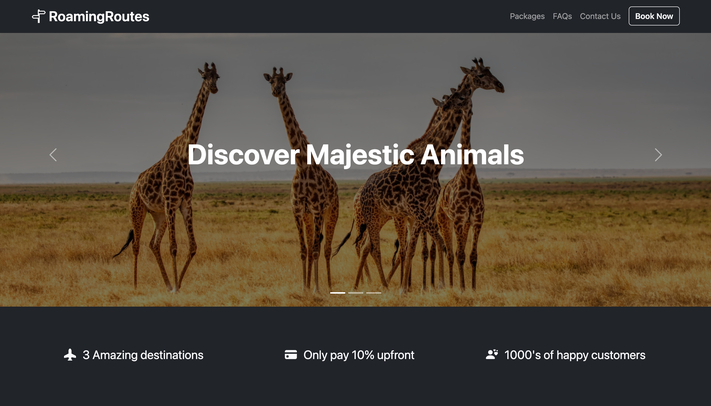 RoamingRoutes
Packages FAQs Contact Us Book Now
Discover Majestic Animals
3 Amazing destinations
Only pay 10% upfront
1000's of happy customers